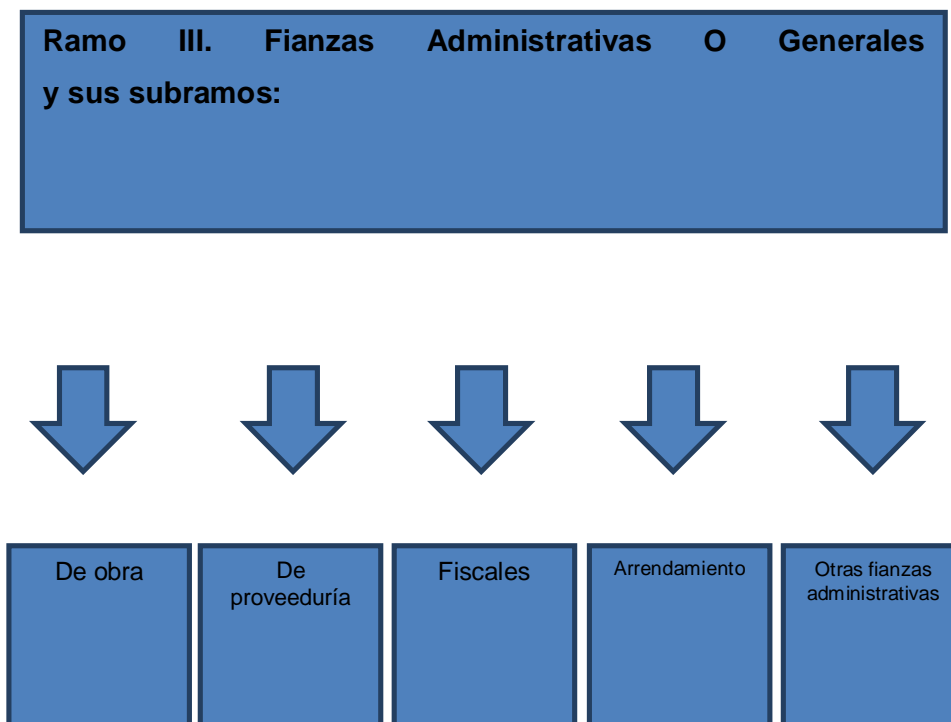 Ramo III. Fianzas Administrativas O Generales
y sus subramos:
De obra
De
proveeduría
Fiscales
Arrendamiento
Otras fianzas
administrativas